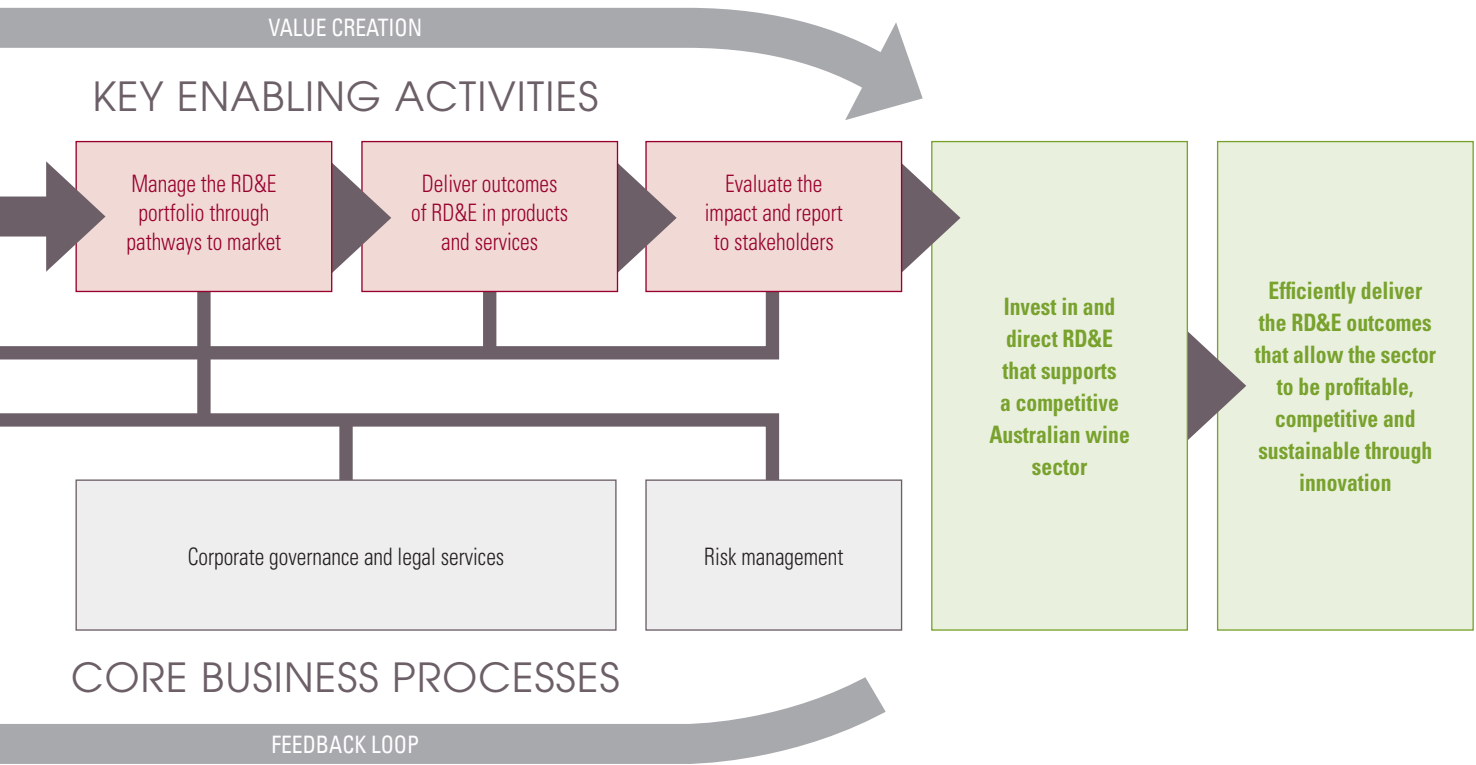 VALUE CREATION
KEY ENABLING ACTIVITIES
Manage the RD&E
portfolio through
pathways to market
Deliver outcomes
of RD&E in products
and services
Evaluate the
impact and report
to stakeholders
Invest in and
direct RD&E
that supports
a competitive
Australian wine
sector
Efficiently deliver
the RD&E outcomes
that allow the sector
to be profitable,
competitive and
sustainable through
innovation
Corporate governance and legal services
Risk management
CORE BUSINESS PROCESSES
FEEDBACK LOOP